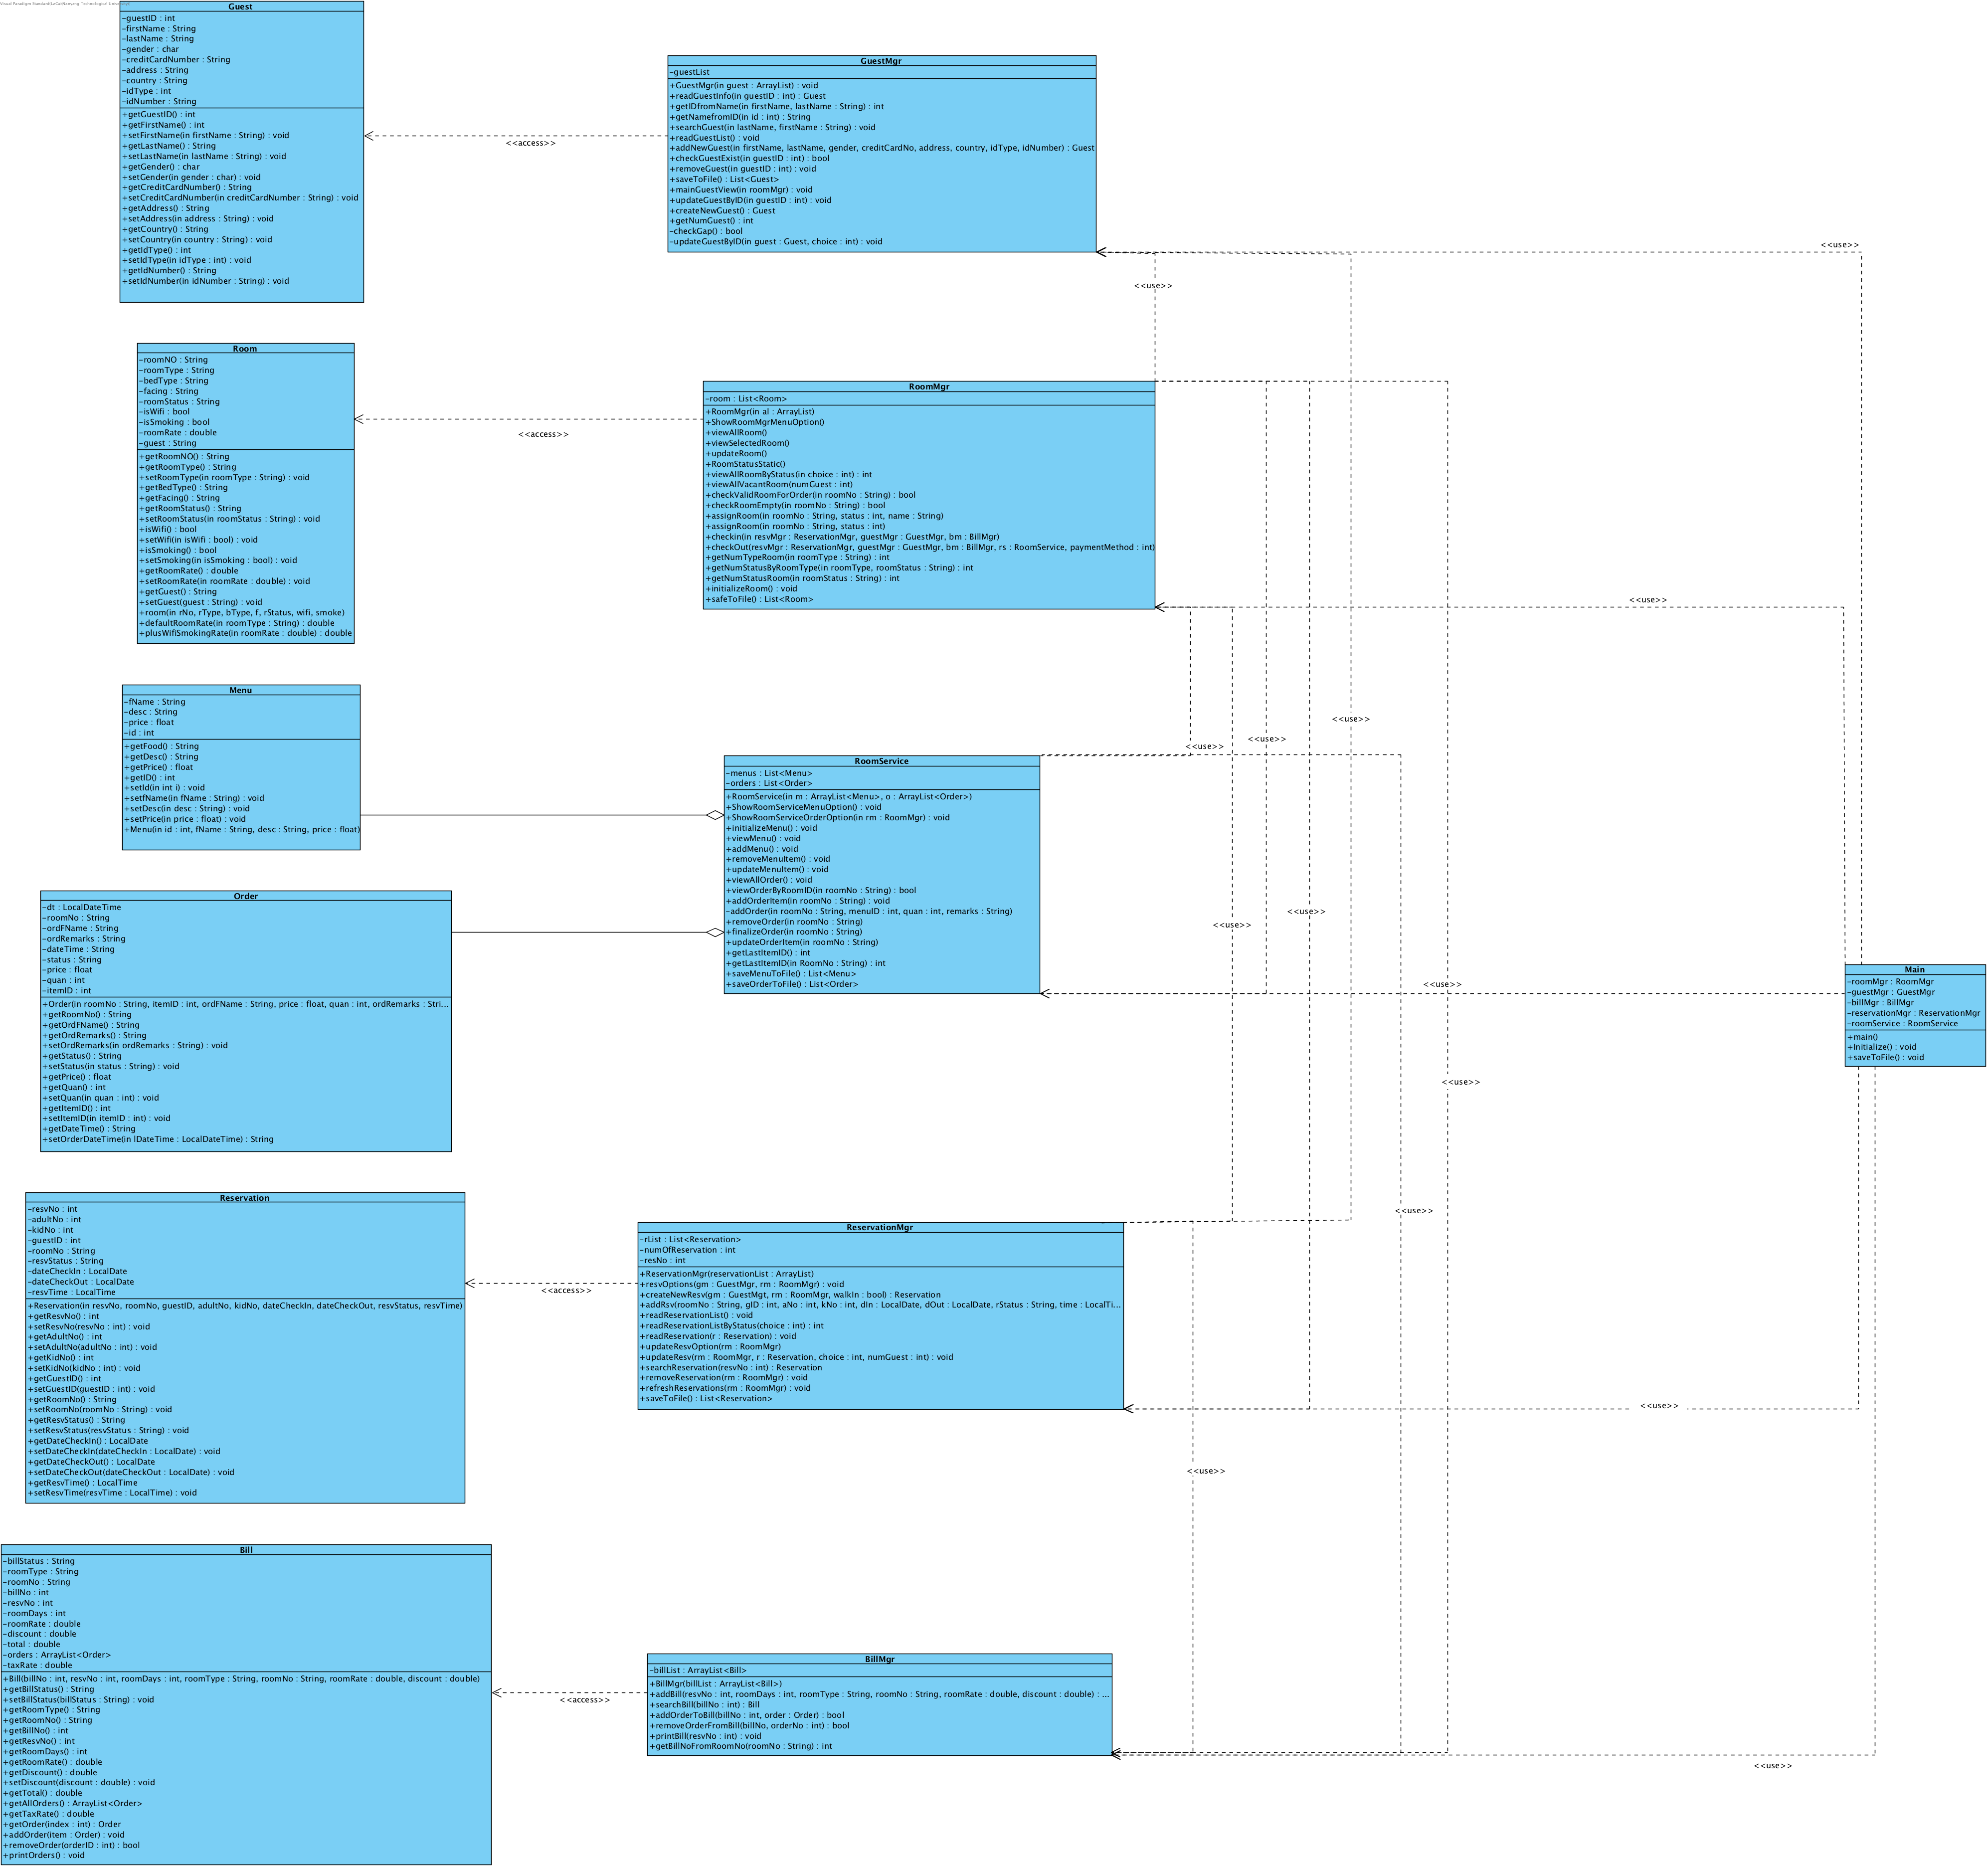 Guest
-guestID : int
-firstName : String
-lastName : String
-gender : char
-creditCardNumber : String
-address : String
-country : String
-idType : int
-idNumber : String
+getGuestID() : int
+getFirstName() : int
+setFirstName(in firstName : String) : void
+getLastName() : String
+setLastName(in lastName : String) : void
+getGender() : char
+setGender(in gender : char) : void
+getCreditCardNumber() : String
+setCreditCardNumber(in creditCardNumber : String) : void
+getAddress() : String
+setAddress(in address : String) : void
+getCountry() : String
+setCountry(in country : String) : void
+getIdType() : int
+setIdType(in idType : int) : void
+getIdNumber() : String
+setIdNumber(in idNumber : String) : void
<<access>>
GuestMgr
-guestList
+GuestMgr(in guest : ArrayList) : void
+readGuestInfo(in guestID : int) : Guest
+getIDfromName(in firstName, lastName : String) : int
+getNamefromID(in id : int) : String
+searchGuest(in lastName, firstName : String) : void
+readGuestList() : void
+addNewGuest(in firstName, lastName, gender, creditCardNo, address, country, idType, idNumber) : Guest
+checkGuestExist(in guestID : int) : bool
+removeGuest(in guestID : int) : void
+saveToFile() : List<Guest>
+mainGuestView(in roomMgr) : void
+updateGuestByID(in guestID : int) : void
+createNewGuest() : Guest
+getNumGuest() : int
-checkGap() : bool
-updateGuestByID(in guest : Guest, choice : int) : void
<<use>>
<<use>>
Room
-roomNO : String
-roomType : String
-bedType : String
-facing : String
-roomStatus : String
-isWifi : bool
-isSmoking : bool
-roomRate : double
-guest : String
+getRoomNO() : String
+getRoomType() : String
+setRoomType(in roomType : String) : void
+getBedType() : String
+getFacing() : String
+getRoomStatus() : String
+setRoomStatus(in roomStatus : String) : void
+isWifi() : bool
+setWifi(in isWifi : bool) : void
+isSmoking() : bool
+setSmoking(in isSmoking : bool) : void
+getRoomRate() : double
+setRoomRate(in roomRate : double) : void
+getGuest() : String
+setGuest(guest : String) : void
+room(in rNo, rType, bType, f, rStatus, wifi, smoke)
+defaultRoomRate(in roomType : String) : double
+plusWifiSmokingRate(in roomRate : double) : double
<<access>>
RoomMgr
-room : List<Room>
+RoomMgr(in al : ArrayList)
+ShowRoomMgrMenuOption()
+viewAllRoom()
+viewSelectedRoom()
+updateRoom()
+RoomStatusStatic()
+viewAllRoomByStatus(in choice : int) : int
+viewAllVacantRoom(numGuest : int)
+checkValidRoomForOrder(in roomNo : String) : bool
+checkRoomEmpty(in roomNo : String) : bool
+assignRoom(in roomNo : String, status : int, name : String)
+assignRoom(in roomNo : String, status : int)
+checkin(in resvMgr : ReservationMgr, guestMgr : GuestMgr, bm : BillMgr)
+checkOut(resvMgr : ReservationMgr, guestMgr : GuestMgr, bm : BillMgr, rs : RoomService, paymentMethod : int)
+getNumTypeRoom(in roomType : String) : int
+getNumStatusByRoomType(in roomType, roomStatus : String) : int
+getNumStatusRoom(in roomStatus : String) : int
+initializeRoom() : void
+safeToFile() : List<Room>
<<use>>
<<use>>
<<use>>
<<use>>
Menu
-fName : String
-desc : String
-price : float
-id : int
+getFood() : String
+getDesc() : String
+getPrice() : float
+getID() : int
+setId(in int i) : void
+setfName(in fName : String) : void
+setDesc(in desc : String) : void
+setPrice(in price : float) : void
+Menu(in id : int, fName : String, desc : String, price : float)
RoomService
-menus : List<Menu>
-orders : List<Order>
+RoomService(in m : ArrayList<Menu>, o : ArrayList<Order>)
+ShowRoomServiceMenuOption() : void
+ShowRoomServiceOrderOption(in rm : RoomMgr) : void
+initializeMenu() : void
+viewMenu() : void
+addMenu() : void
+removeMenuItem() : void
+updateMenuItem() : void
+viewAllOrder() : void
+viewOrderByRoomID(in roomNo : String) : bool
+addOrderItem(in roomNo : String) : void
-addOrder(in roomNo : String, menuID : int, quan : int, remarks : String)
+removeOrder(in roomNo : String)
+finalizeOrder(in roomNo : String)
+updateOrderItem(in roomNo : String)
+getLastItemID() : int
+getLastItemID(in RoomNo : String) : int
+saveMenuToFile() : List<Menu>
+saveOrderToFile() : List<Order>
<<use>>
<<use>>
<<use>>
<<use>>
Order
-dt : LocalDateTime
-roomNo : String
-ordFName : String
-ordRemarks : String
-dateTime : String
-status : String
-price : float
-quan : int
-itemID : int
+Order(in roomNo : String, itemID : int, ordFName : String, price : float, quan : int, ordRemarks : Stri...
+getRoomNo() : String
+getOrdFName() : String
+getOrdRemarks() : String
+setOrdRemarks(in ordRemarks : String) : void
+getStatus() : String
+setStatus(in status : String) : void
+getPrice() : float
+getQuan() : int
+setQuan(in quan : int) : void
+getItemID() : int
+setItemID(in itemID : int) : void
+getDateTime() : String
+setOrderDateTime(in lDateTime : LocalDateTime) : String
Main
-roomMgr : RoomMgr
-guestMgr : GuestMgr
-billMgr : BillMgr
-reservationMgr : ReservationMgr
-roomService : RoomService
+main()
+Initialize() : void
+saveToFile() : void
Reservation
-resvNo : int
-adultNo : int
-kidNo : int
-guestID : int
-roomNo : String
-resvStatus : String
-dateCheckIn : LocalDate
-dateCheckOut : LocalDate
-resvTime : LocalTime
+Reservation(in resvNo, roomNo, guestID, adultNo, kidNo, dateCheckIn, dateCheckOut, resvStatus, resvTime)
+getResvNo() : int
+setResvNo(resvNo : int) : void
+getAdultNo() : int
+setAdultNo(adultNo : int) : void
+getKidNo() : int
+setKidNo(kidNo : int) : void
+getGuestID() : int
+setGuestID(guestID : int) : void
+getRoomNo() : String
+setRoomNo(roomNo : String) : void
+getResvStatus() : String
+setResvStatus(resvStatus : String) : void
+getDateCheckIn() : LocalDate
+setDateCheckIn(dateCheckIn : LocalDate) : void
+getDateCheckOut() : LocalDate
+setDateCheckOut(dateCheckOut : LocalDate) : void
+getResvTime() : LocalTime
+setResvTime(resvTime : LocalTime) : void
<<access>>
ReservationMgr
-rList : List<Reservation>
-numOfReservation : int
-resNo : int
+ReservationMgr(reservationList : ArrayList)
+resvOptions(gm : GuestMgr, rm : RoomMgr) : void
+createNewResv(gm : GuestMgt, rm : RoomMgr, walkIn : bool) : Reservation
+addRsv(roomNo : String, gID : int, aNo : int, kNo : int, dIn : LocalDate, dOut : LocalDate, rStatus : String, time : LocalTi...
+readReservationList() : void
+readReservationListByStatus(choice : int) : int
+readReservation(r : Reservation) : void
+updateResvOption(rm : RoomMgr)
+updateResv(rm : RoomMgr, r : Reservation, choice : int, numGuest : int) : void
+searchReservation(resvNo : int) : Reservation
+removeReservation(rm : RoomMgr) : void
+refreshReservations(rm : RoomMgr) : void
+saveToFile() : List<Reservation>
<<use>>
<<use>>
<<use>>
Bill
-billStatus : String
-roomType : String
-roomNo : String
-billNo : int
-resvNo : int
-roomDays : int
-roomRate : double
-discount : double
-total : double
-orders : ArrayList<Order>
-taxRate : double
+Bill(billNo : int, resvNo : int, roomDays : int, roomType : String, roomNo : String, roomRate : double, discount : double)
+getBillStatus() : String
+setBillStatus(billStatus : String) : void
+getRoomType() : String
+getRoomNo() : String
+getBillNo() : int
+getResvNo() : int
+getRoomDays() : int
+getRoomRate() : double
+getDiscount() : double
+setDiscount(discount : double) : void
+getTotal() : double
+getAllOrders() : ArrayList<Order>
+getTaxRate() : double
+getOrder(index : int) : Order
+addOrder(item : Order) : void
+removeOrder(orderID : int) : bool
+printOrders() : void
<<access>>
BillMgr
-billList : ArrayList<Bill>
+BillMgr(billList : ArrayList<Bill>)
+addBill(resvNo : int, roomDays : int, roomType : String, roomNo : String, roomRate : double, discount : double) : ...
+searchBill(billNo : int) : Bill
+addOrderToBill(billNo : int, order : Order) : bool
+removeOrderFromBill(billNo, orderNo : int) : bool
+printBill(resvNo : int) : void
+getBillNoFromRoomNo(roomNo : String) : int
<<use>>